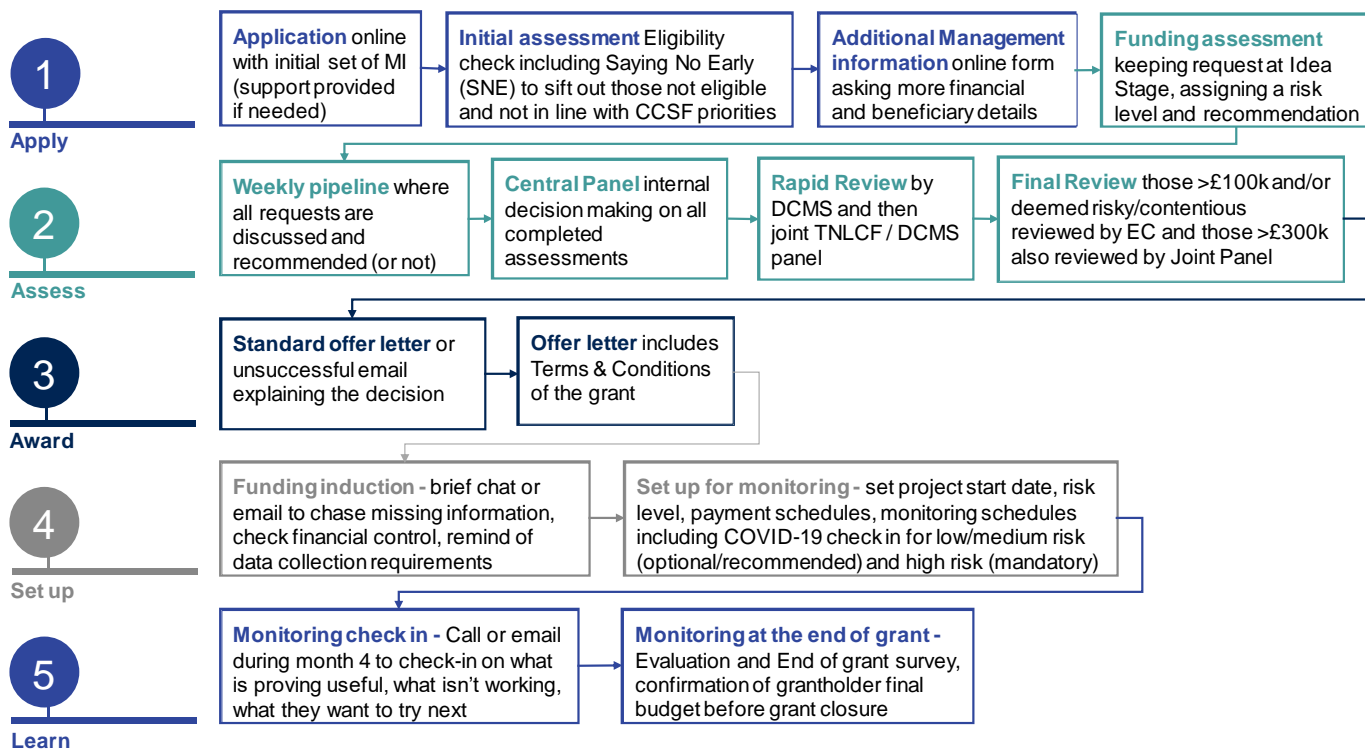 1
Apply
Application online
with initial set of MI
(support provided
if needed)
Initial assessment Eligibility
check including Saying No Early
(SNE) to sift out those not eligible
and not in line with CCSF priorities
Additional Management
information online form
asking more financial
and beneficiary details
Funding assessment
keeping request at Idea
Stage, assigning a risk
level and recommendation
2
Assess
Weekly pipeline where
all requests are
discussed and
recommended (or not)
Central Panel internal
decision making on all
completed
assessments
Rapid Review by
DCMS and then
joint TNLCF / DCMS
panel
Final Review those >£100k and/or
deemed risky/contentious
reviewed by EC and those >£300k
also reviewed by Joint Panel
3
Award
Standard offer letter or
unsuccessful email
explaining the decision
Offer letter includes
Terms & Conditions
of the grant
4
Set up
Funding induction - brief chat or
email to chase missing information,
check financial control, remind of
data collection requirements
Set up for monitoring - set project start date, risk
level, payment schedules, monitoring schedules
including COVID-19 check in for low/medium risk
(optional/recommended) and high risk (mandatory)
5
Learn
Monitoring check in - Call or email
during month 4 to check-in on what
is proving useful, what isn't working,
what they want to try next
Monitoring at the end of grant -
Evaluation and End of grant survey,
confirmation of grantholder final
budget before grant closure